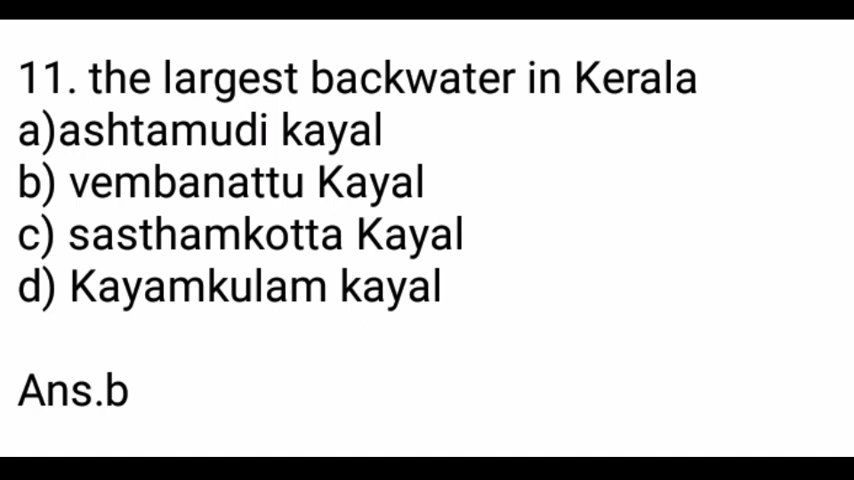 11. the largest backwater in Kerala
a)ashtamudi kayal
b) vembanattu Kayal
c) sasthamkotta Kayal
d) Kayamkulam kayal
Ans.b